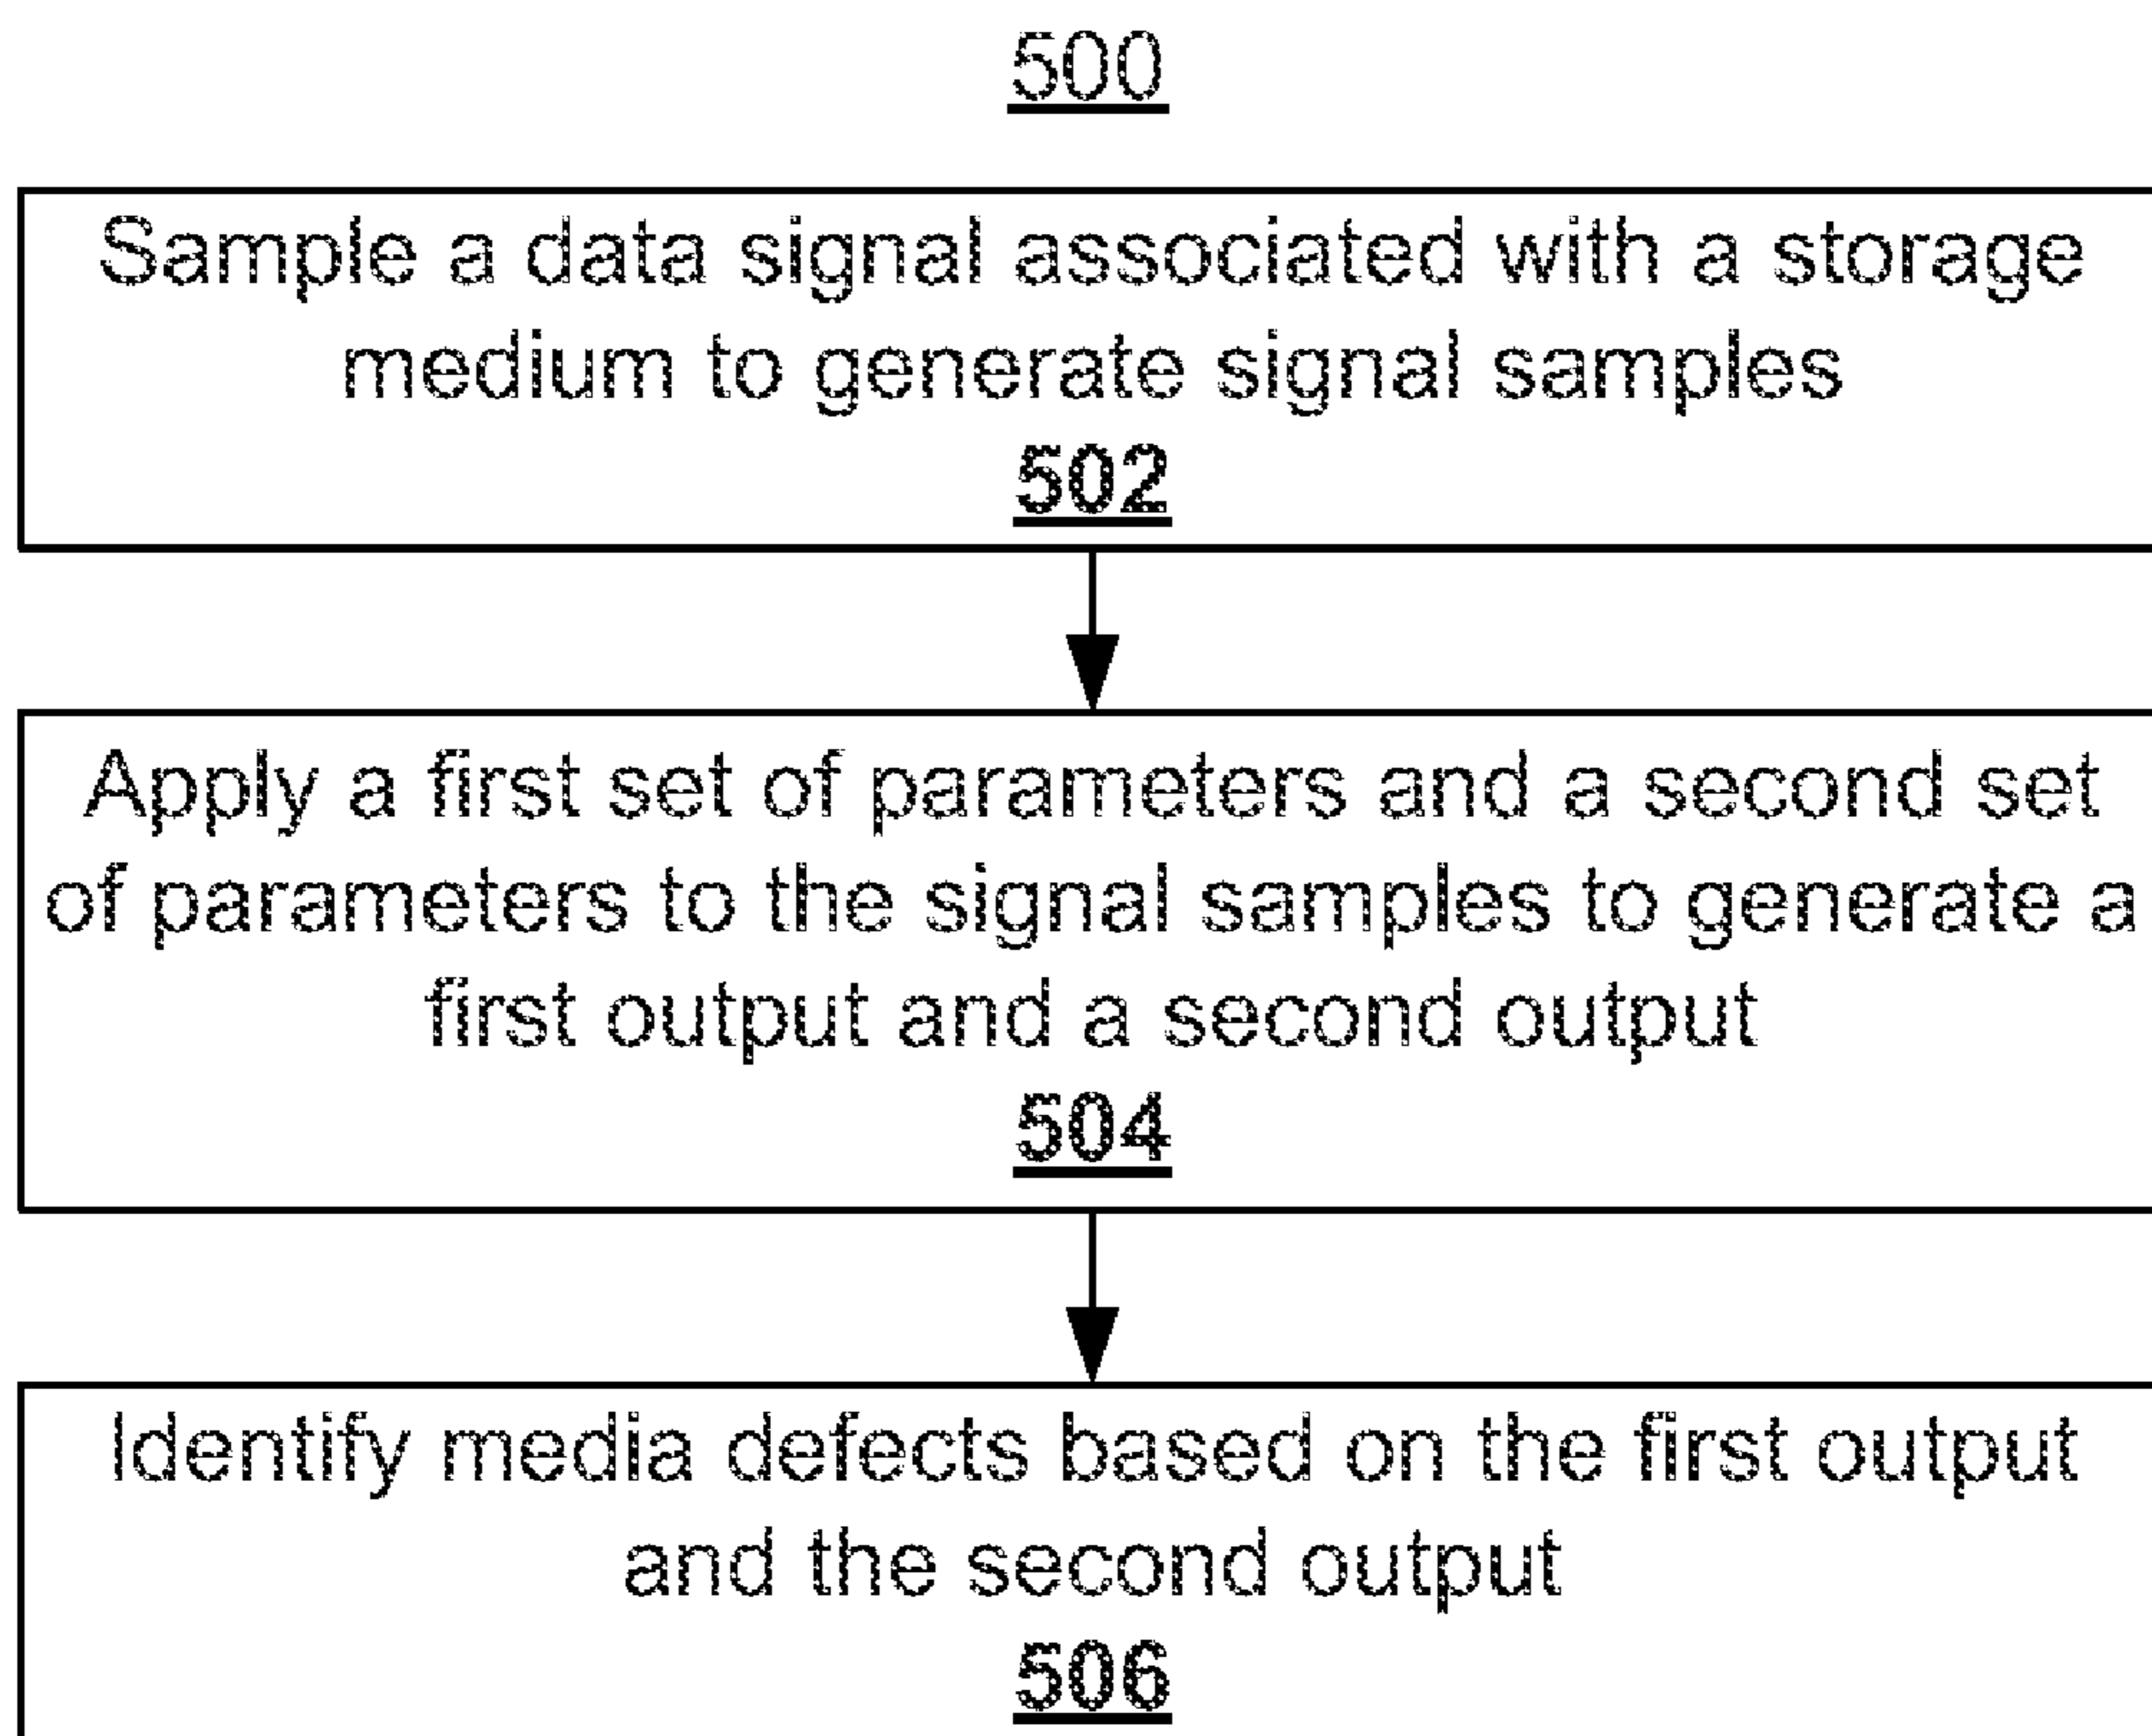 500
Sample a data signal associated with a storage
medium to generate signal samples
502
Apply a first set of parameters and a second set
of parameters to the signal samples to generate a
first output and a second output
504
Identify media defects based on the first output
and the second output
506